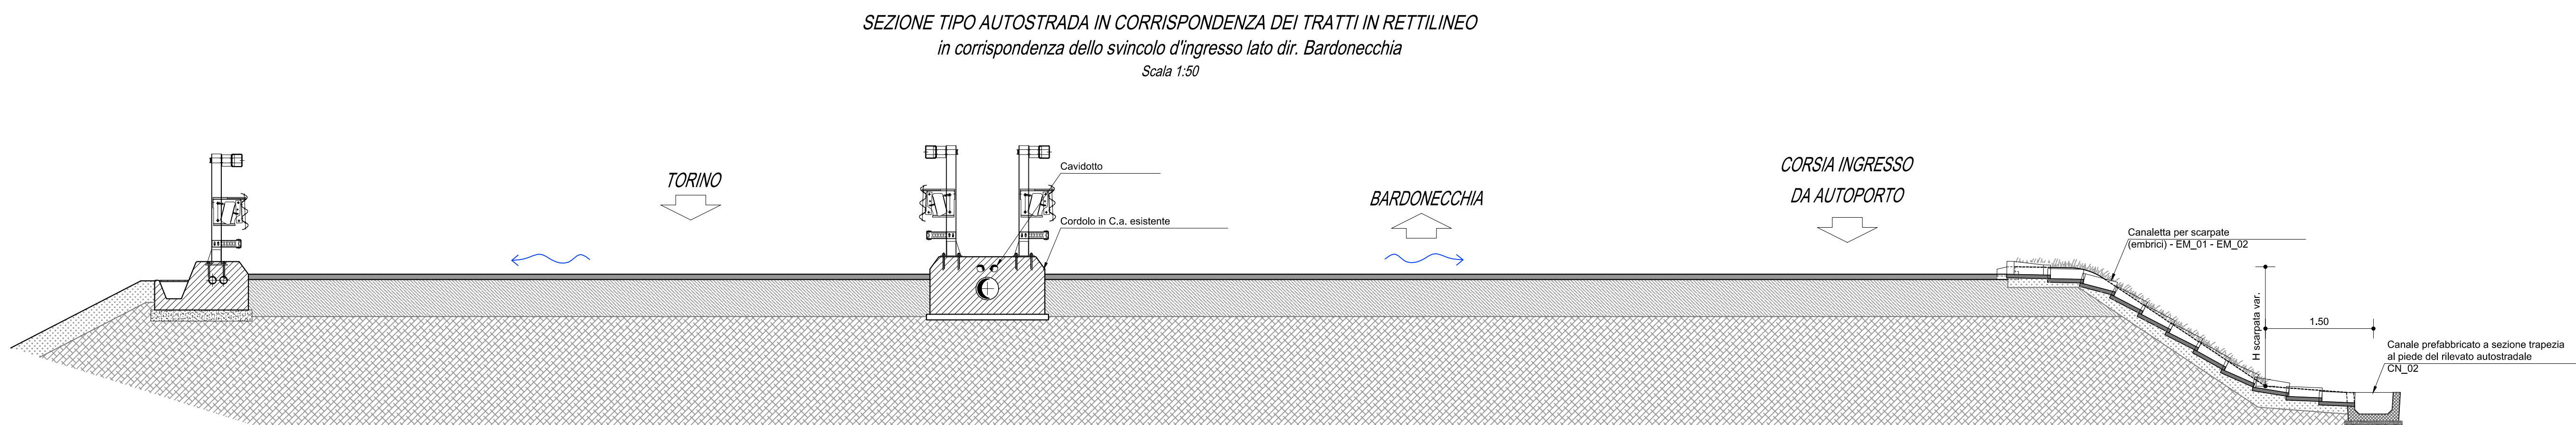 SEZIONE TIPO AUTOSTRADA IN CORRISPONDENZA DEI TRATTI IN RETTILINEO
in corrispondenza dello svincolo d'ingresso lato dir. Bardonecchia
Scala 1:50
TORINO
Cavidotto
Cordolo in C.a. esistente
BARDONECCHIA
CORSIA INGRESSO
DA AUTOPORTO
Canaletta per scarpate
(embrici) - EM_01 - EM_02
H scarpata var.
1.50
Canale prefabbricato a sezione trapezia
al piede del rilevato autostradale
CN_02